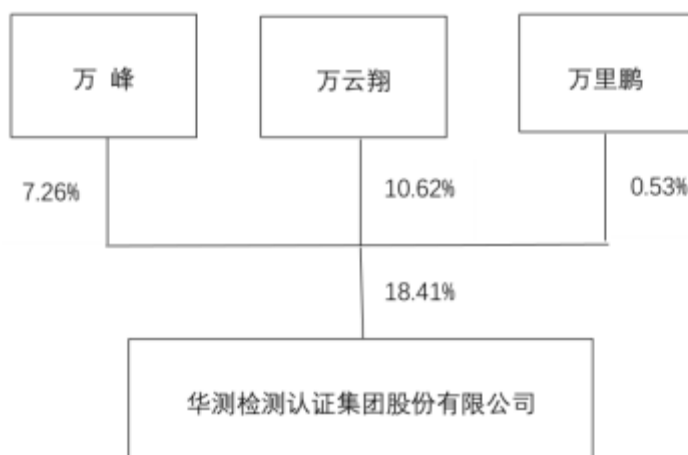 万 峰
万云翔
万里鹏
7.26%
10.62%
0.53%
18.41%
华测检测认证集团股份有限公司